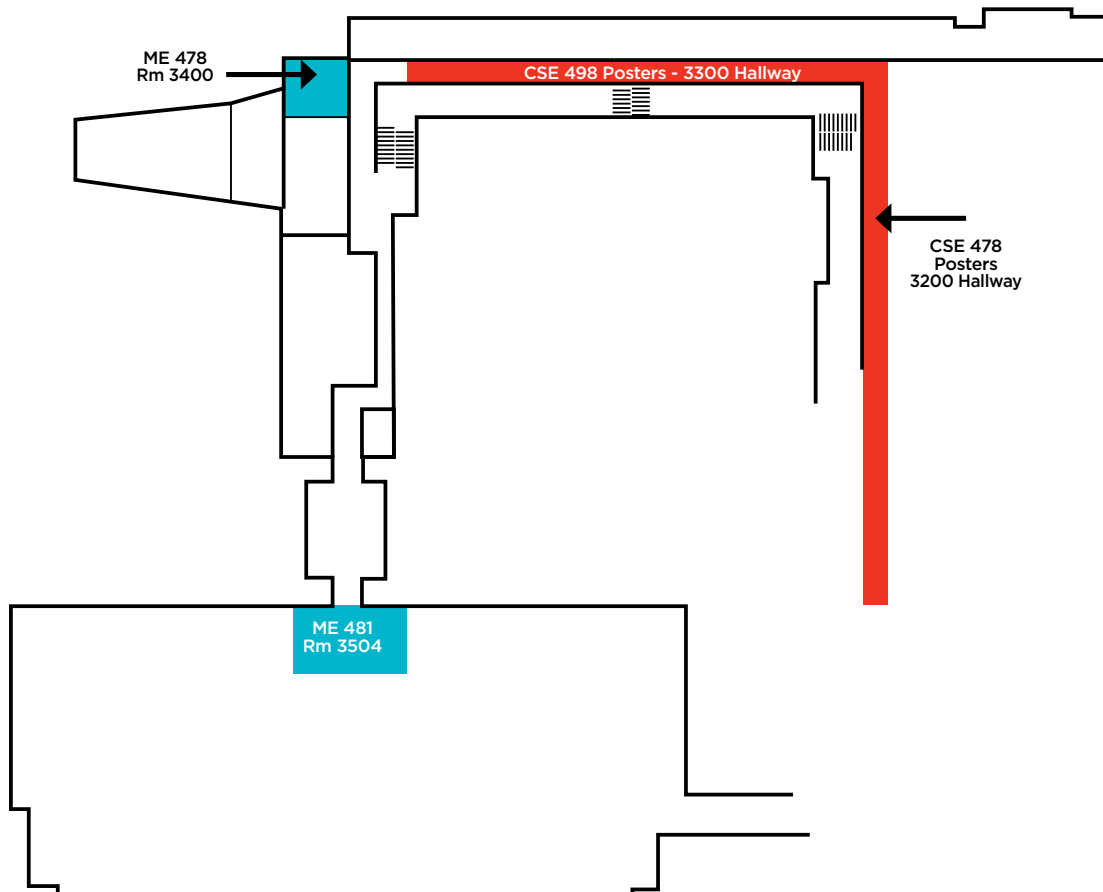 ME 478
Rm 3400
CSE 498 Posters - 3300 Hallway
CSE 478
Posters
3200 Hallway
ME 481
Rm 3504